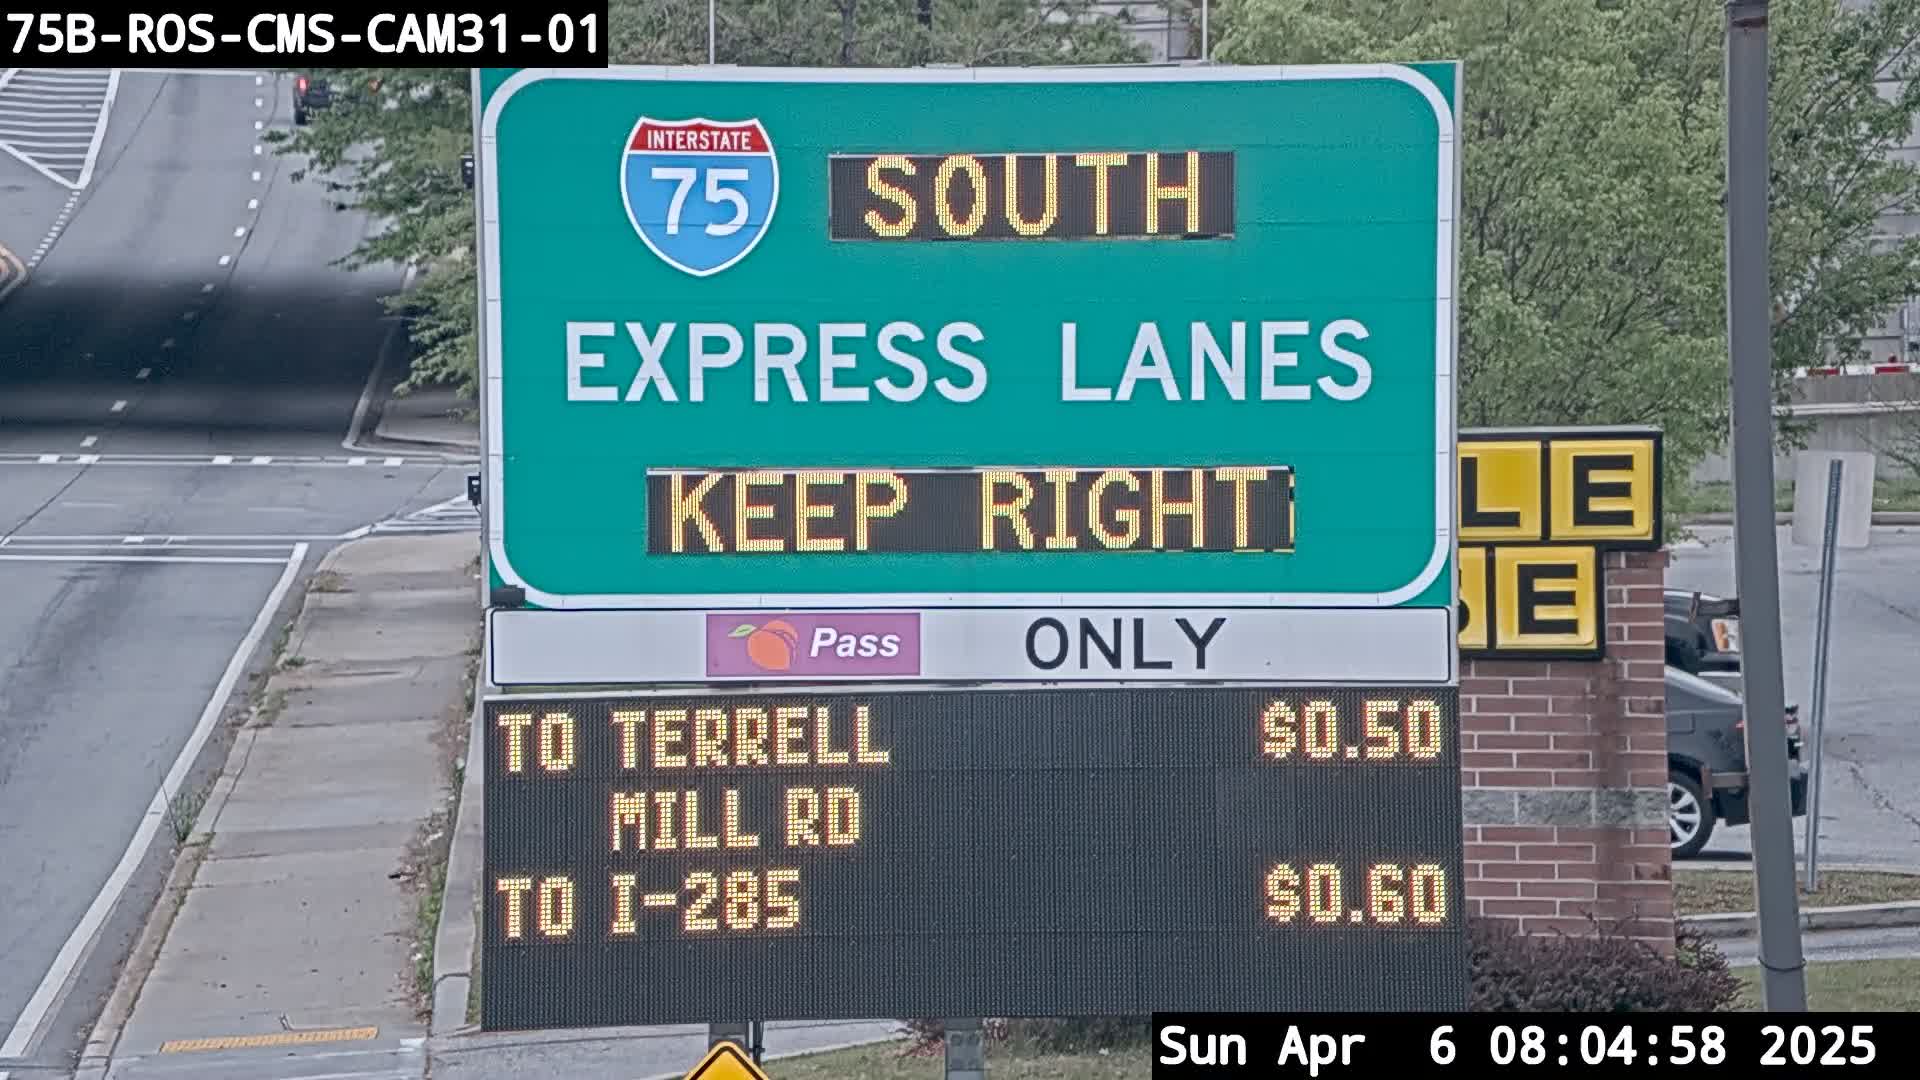 75B-ROS-CMS-CAM31-01
INTERSTATE
75
SOUTH
EXPRESS LANES
KEEP RIGHT
Pass ONLY
TO TERRELL $0.50
MILL RD
TO I-285 $0.60
LE
E
Sun Apr 6 08:04:58 2025